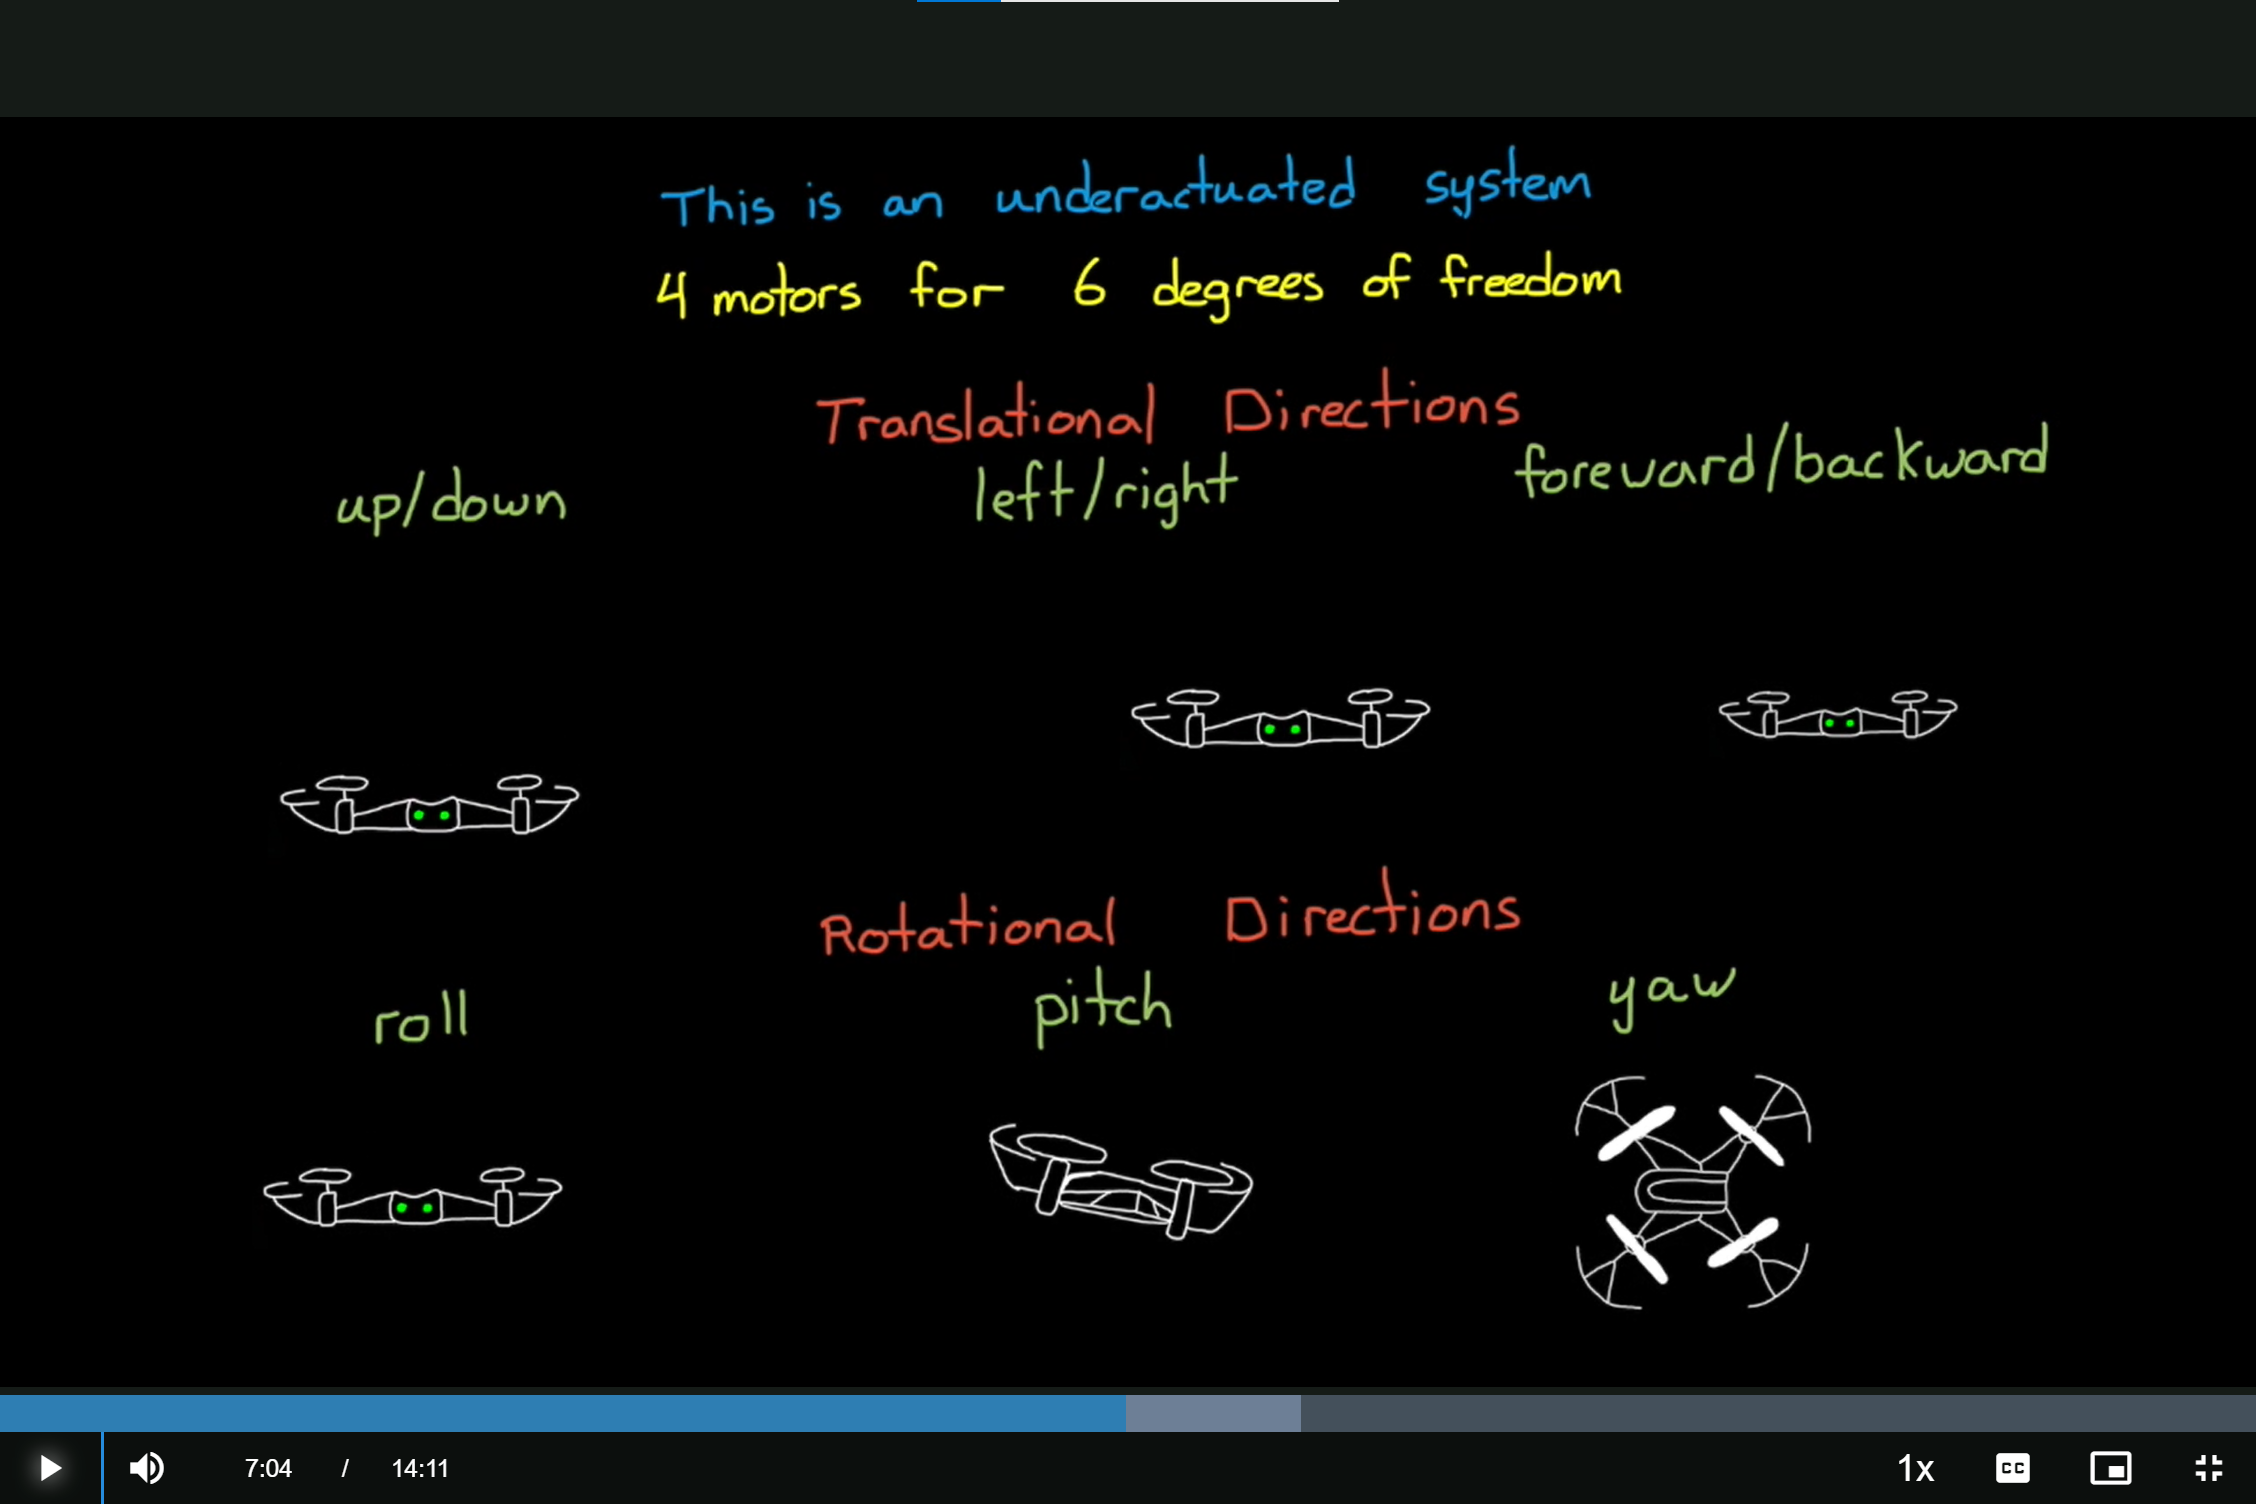 This is an underactuated system
4 motors for 6 degrees of freedom
Translational Directions
up/down left/right foreward/backward
Rotational Directions
roll pitch yaw
7:04 / 14:11 1x CC